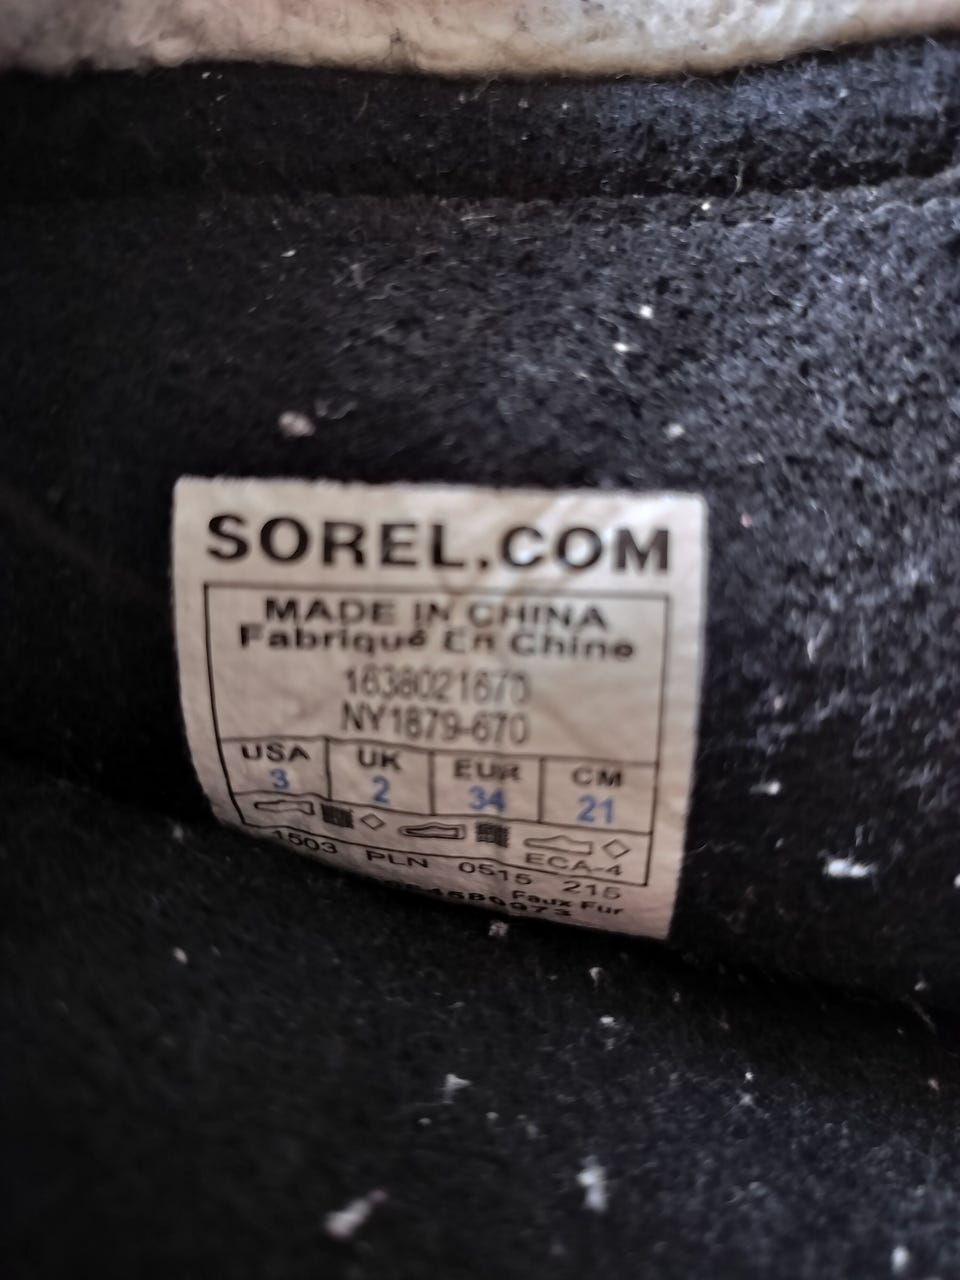 SOREL.COM
MADE IN CHINA
Fabriqué En Chine
1638021670
NY1879-670
USA UK EUR CM
3 2 34 21
ECA-4
1503 PLN 0515 215
Faux Fur